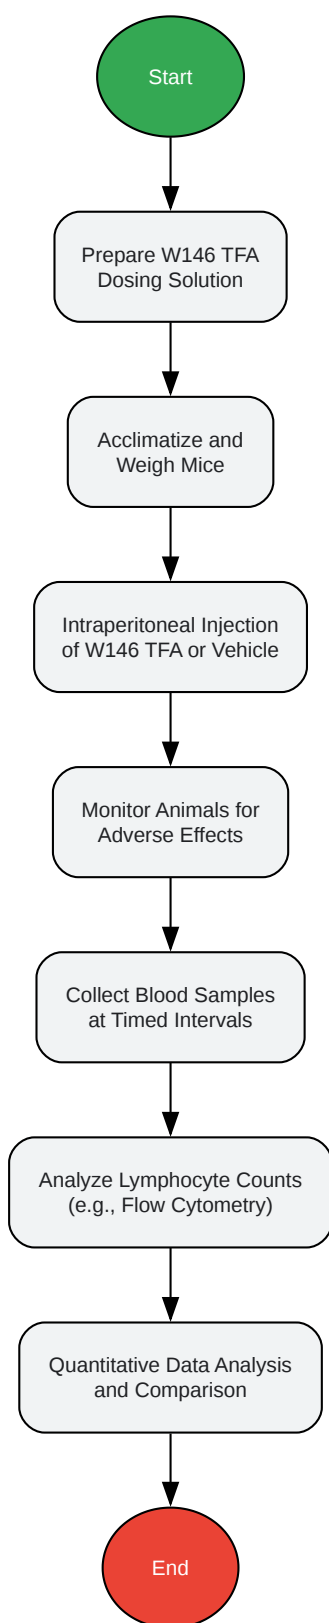 Start
Prepare W146 TFA
Dosing Solution
Acclimatize and
Weigh Mice
Intraperitoneal Injection
of W146 TFA or Vehicle
Monitor Animals for
Adverse Effects
Collect Blood Samples
at Timed Intervals
Analyze Lymphocyte Counts
(e.g., Flow Cytometry)
Quantitative Data Analysis
and Comparison
End